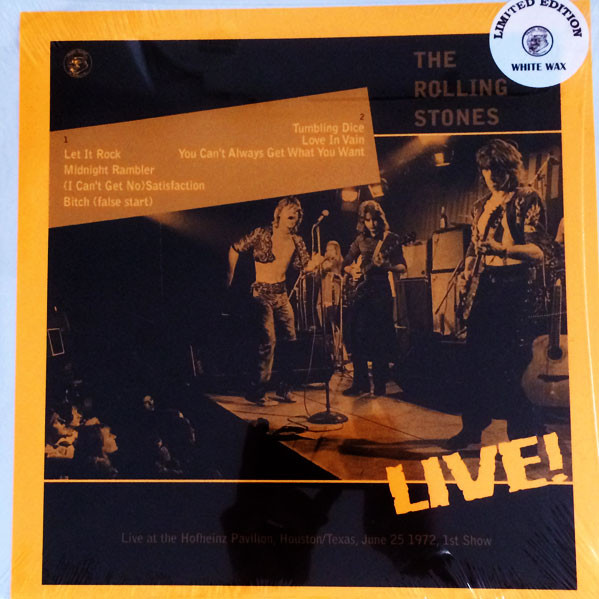 LIMITED EDITION
WHITE WAX
THE
ROLLING
STONES
1
Let It Rock
Midnight Rambler
(I Can't Get No)Satisfaction
Bitch (false start)
2
Tumbling Dice
Love In Vain
You Can't Always Get What You Want
LIVE!
Live at the Hofheinz Pavilion, Houston/Texas, June 25 1972, 1st Show